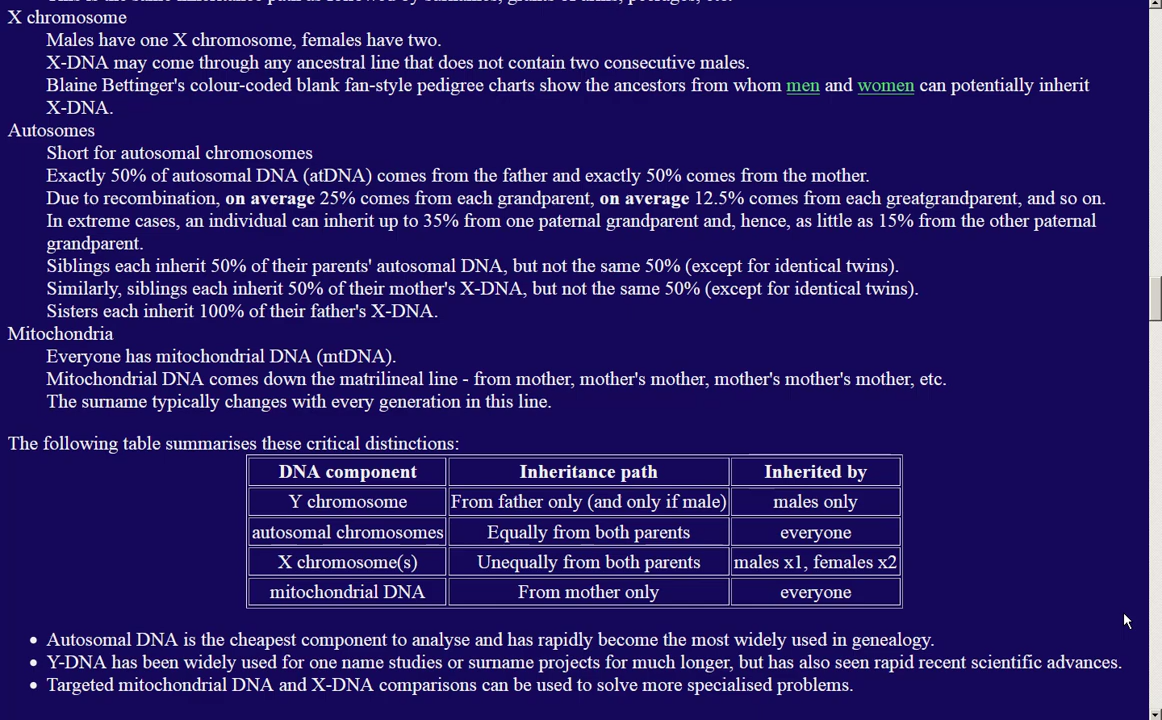 X chromosome
Males have one X chromosome, females have two.
X-DNA may come through any ancestral line that does not contain two consecutive males.
Blaine Bettinger's colour-coded blank fan-style pedigree charts show the ancestors from whom men and women can potentially inherit
X-DNA.
Autosomes
Short for autosomal chromosomes
Exactly 50% of autosomal DNA (atDNA) comes from the father and exactly 50% comes from the mother.
Due to recombination, on average 25% comes from each grandparent, on average 12.5% comes from each greatgrandparent, and so on.
In extreme cases, an individual can inherit up to 35% from one paternal grandparent and, hence, as little as 15% from the other paternal
grandparent.
Siblings each inherit 50% of their parents' autosomal DNA, but not the same 50% (except for identical twins).
Similarly, siblings each inherit 50% of their mother's X-DNA, but not the same 50% (except for identical twins).
Sisters each inherit 100% of their father's X-DNA.
Mitochondria
Everyone has mitochondrial DNA (mtDNA).
Mitochondrial DNA comes down the matrilineal line - from mother, mother's mother, mother's mother's mother, etc.
The surname typically changes with every generation in this line.
The following table summarises these critical distinctions:
DNA component Inheritance path Inherited by
Y chromosome From father only (and only if male) males only
autosomal chromosomes Equally from both parents everyone
X chromosome(s) Unequally from both parents males x1, females x2
mitochondrial DNA From mother only everyone
• Autosomal DNA is the cheapest component to analyse and has rapidly become the most widely used in genealogy.
• Y-DNA has been widely used for one name studies or surname projects for much longer, but has also seen rapid recent scientific advances.
• Targeted mitochondrial DNA and X-DNA comparisons can be used to solve more specialised problems.